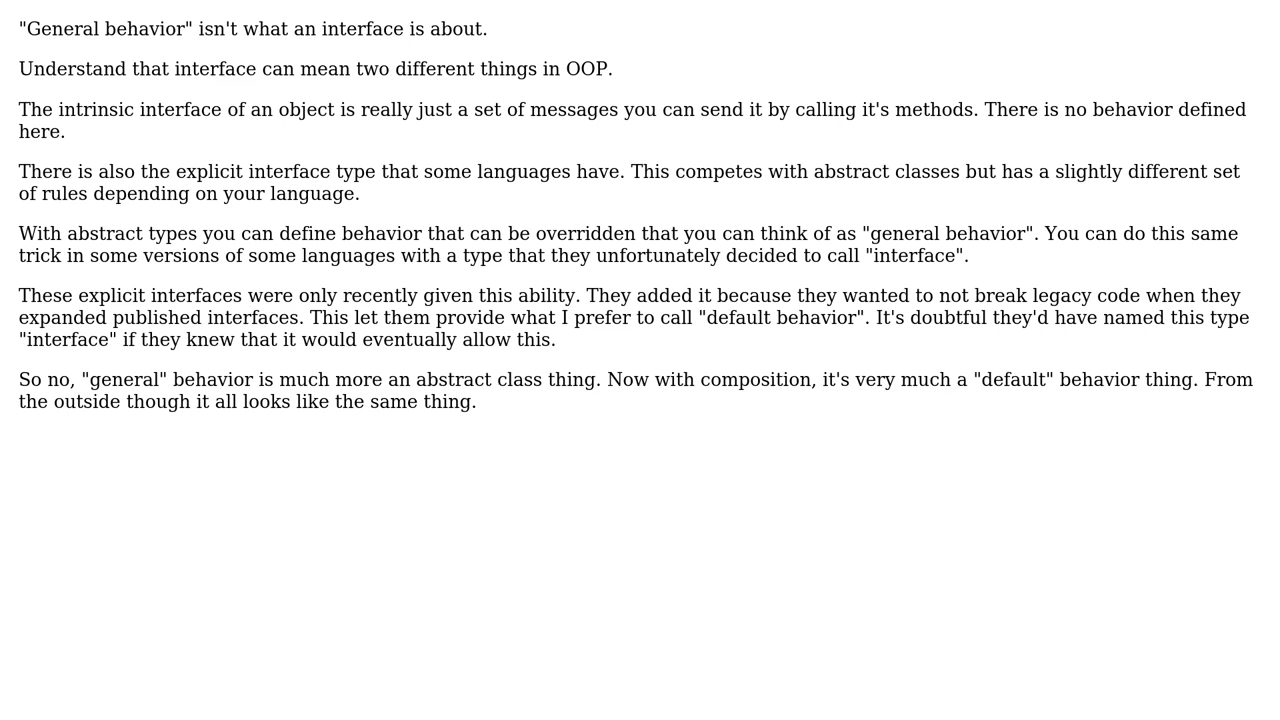 "General behavior" isn't what an interface is about.
Understand that interface can mean two different things in OOP.
The intrinsic interface of an object is really just a set of messages you can send it by calling it's methods. There is no behavior defined
here.
There is also the explicit interface type that some languages have. This competes with abstract classes but has a slightly different set
of rules depending on your language.
With abstract types you can define behavior that can be overridden that you can think of as "general behavior". You can do this same
trick in some versions of some languages with a type that they unfortunately decided to call "interface".
These explicit interfaces were only recently given this ability. They added it because they wanted to not break legacy code when they
expanded published interfaces. This let them provide what I prefer to call "default behavior". It's doubtful they'd have named this type
"interface" if they knew that it would eventually allow this.
So no, "general" behavior is much more an abstract class thing. Now with composition, it's very much a "default" behavior thing. From
the outside though it all looks like the same thing.